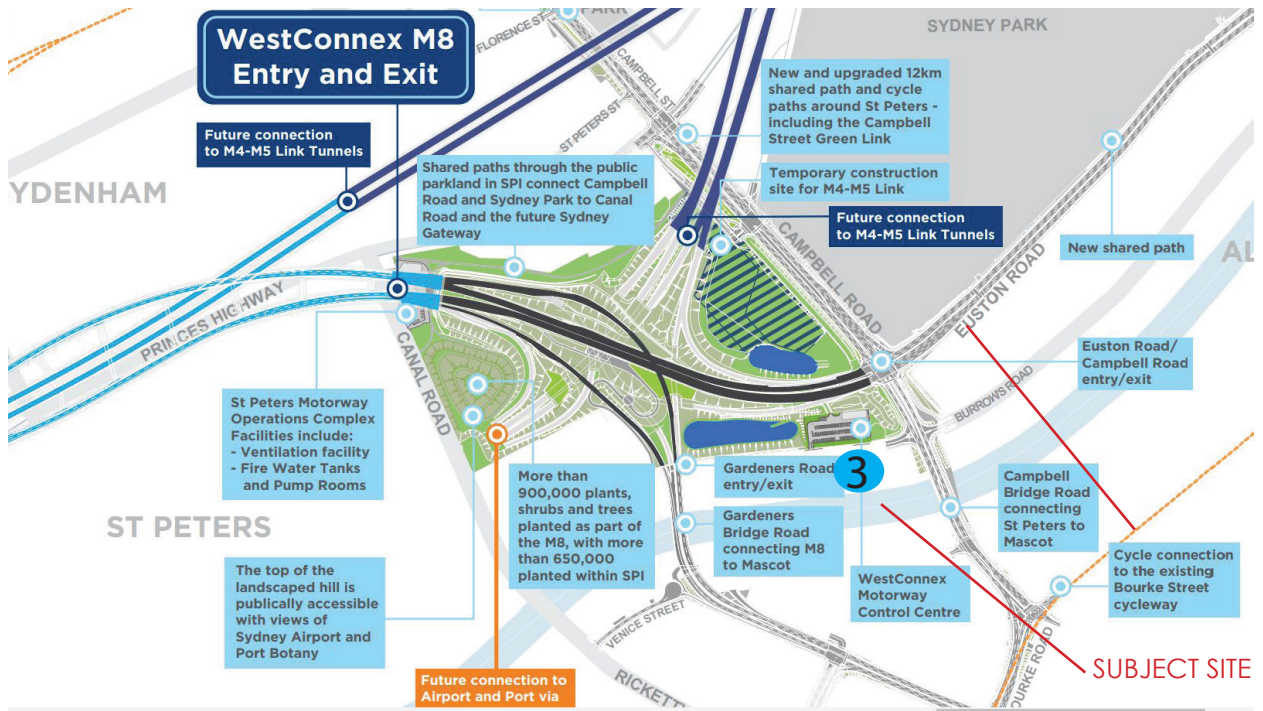 PARK
SYDNEY PARK
FLORENCE ST
WestConnex M8
Entry and Exit
CAMPBELL ST
ST PETERS ST
New and upgraded 12km
shared path and cycle
paths around St Peters -
including the Campbell
Street Green Link
Future connection
to M4-M5 Link Tunnels
Shared paths through the public
parkland in SPI connect Campbell
Road and Sydney Park to Canal
Road and the future Sydney
Gateway
Temporary construction
site for M4-M5 Link
YDENHAM
Future connection
to M4-M5 Link Tunnels
CAMPBELL ROAD
New shared path
AL
EUSTON ROAD
PRINCES HIGHWAY
CANAL ROAD
Euston Road/
Campbell Road
entry/exit
BURROWS ROAD
St Peters Motorway
Operations Complex
Facilities include:
- Ventilation facility
- Fire Water Tanks
and Pump Rooms
More than
900,000 plants,
shrubs and trees
planted as part of
the M8, with more
than 650,000
planted within SPI
Gardeners Road
entry/exit
3
Campbell
Bridge Road
connecting
St Peters to
Mascot
ST PETERS
Gardeners
Bridge Road
connecting M8
to Mascot
WestConnex
Motorway
Control Centre
Cycle connection
to the existing
Bourke Street
cycleway
The top of the
landscaped hill is
publically accessible
with views of
Sydney Airport and
Port Botany
VENICE STREET
Future connection to
Airport and Port via
RICKETT
OURKE ROAD
SUBJECT SITE